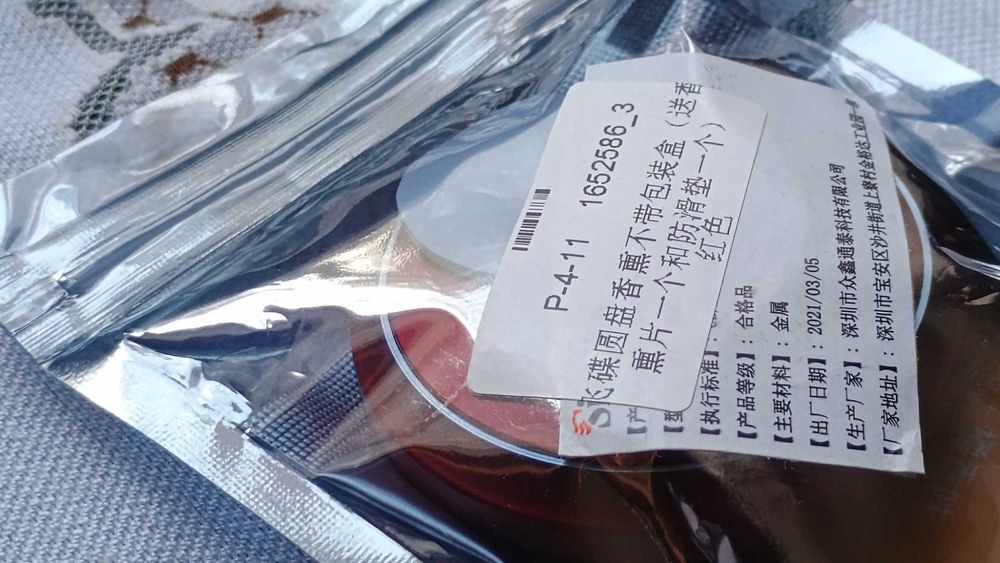 P-4-11 1652586_3
飞碟圆盘香熏不带包装盒（送香
熏片一个和防滑垫一个）
红色
【产
【型
【执行标准】：
【产品等级】：合格品
【主要材料】：金属
【出厂日期】：2021/03/05
【生产厂家】：深圳市众鑫通泰科技有限公司
【厂家地址】：深圳市宝安区沙井街道上寮村金裕达工业园一楼